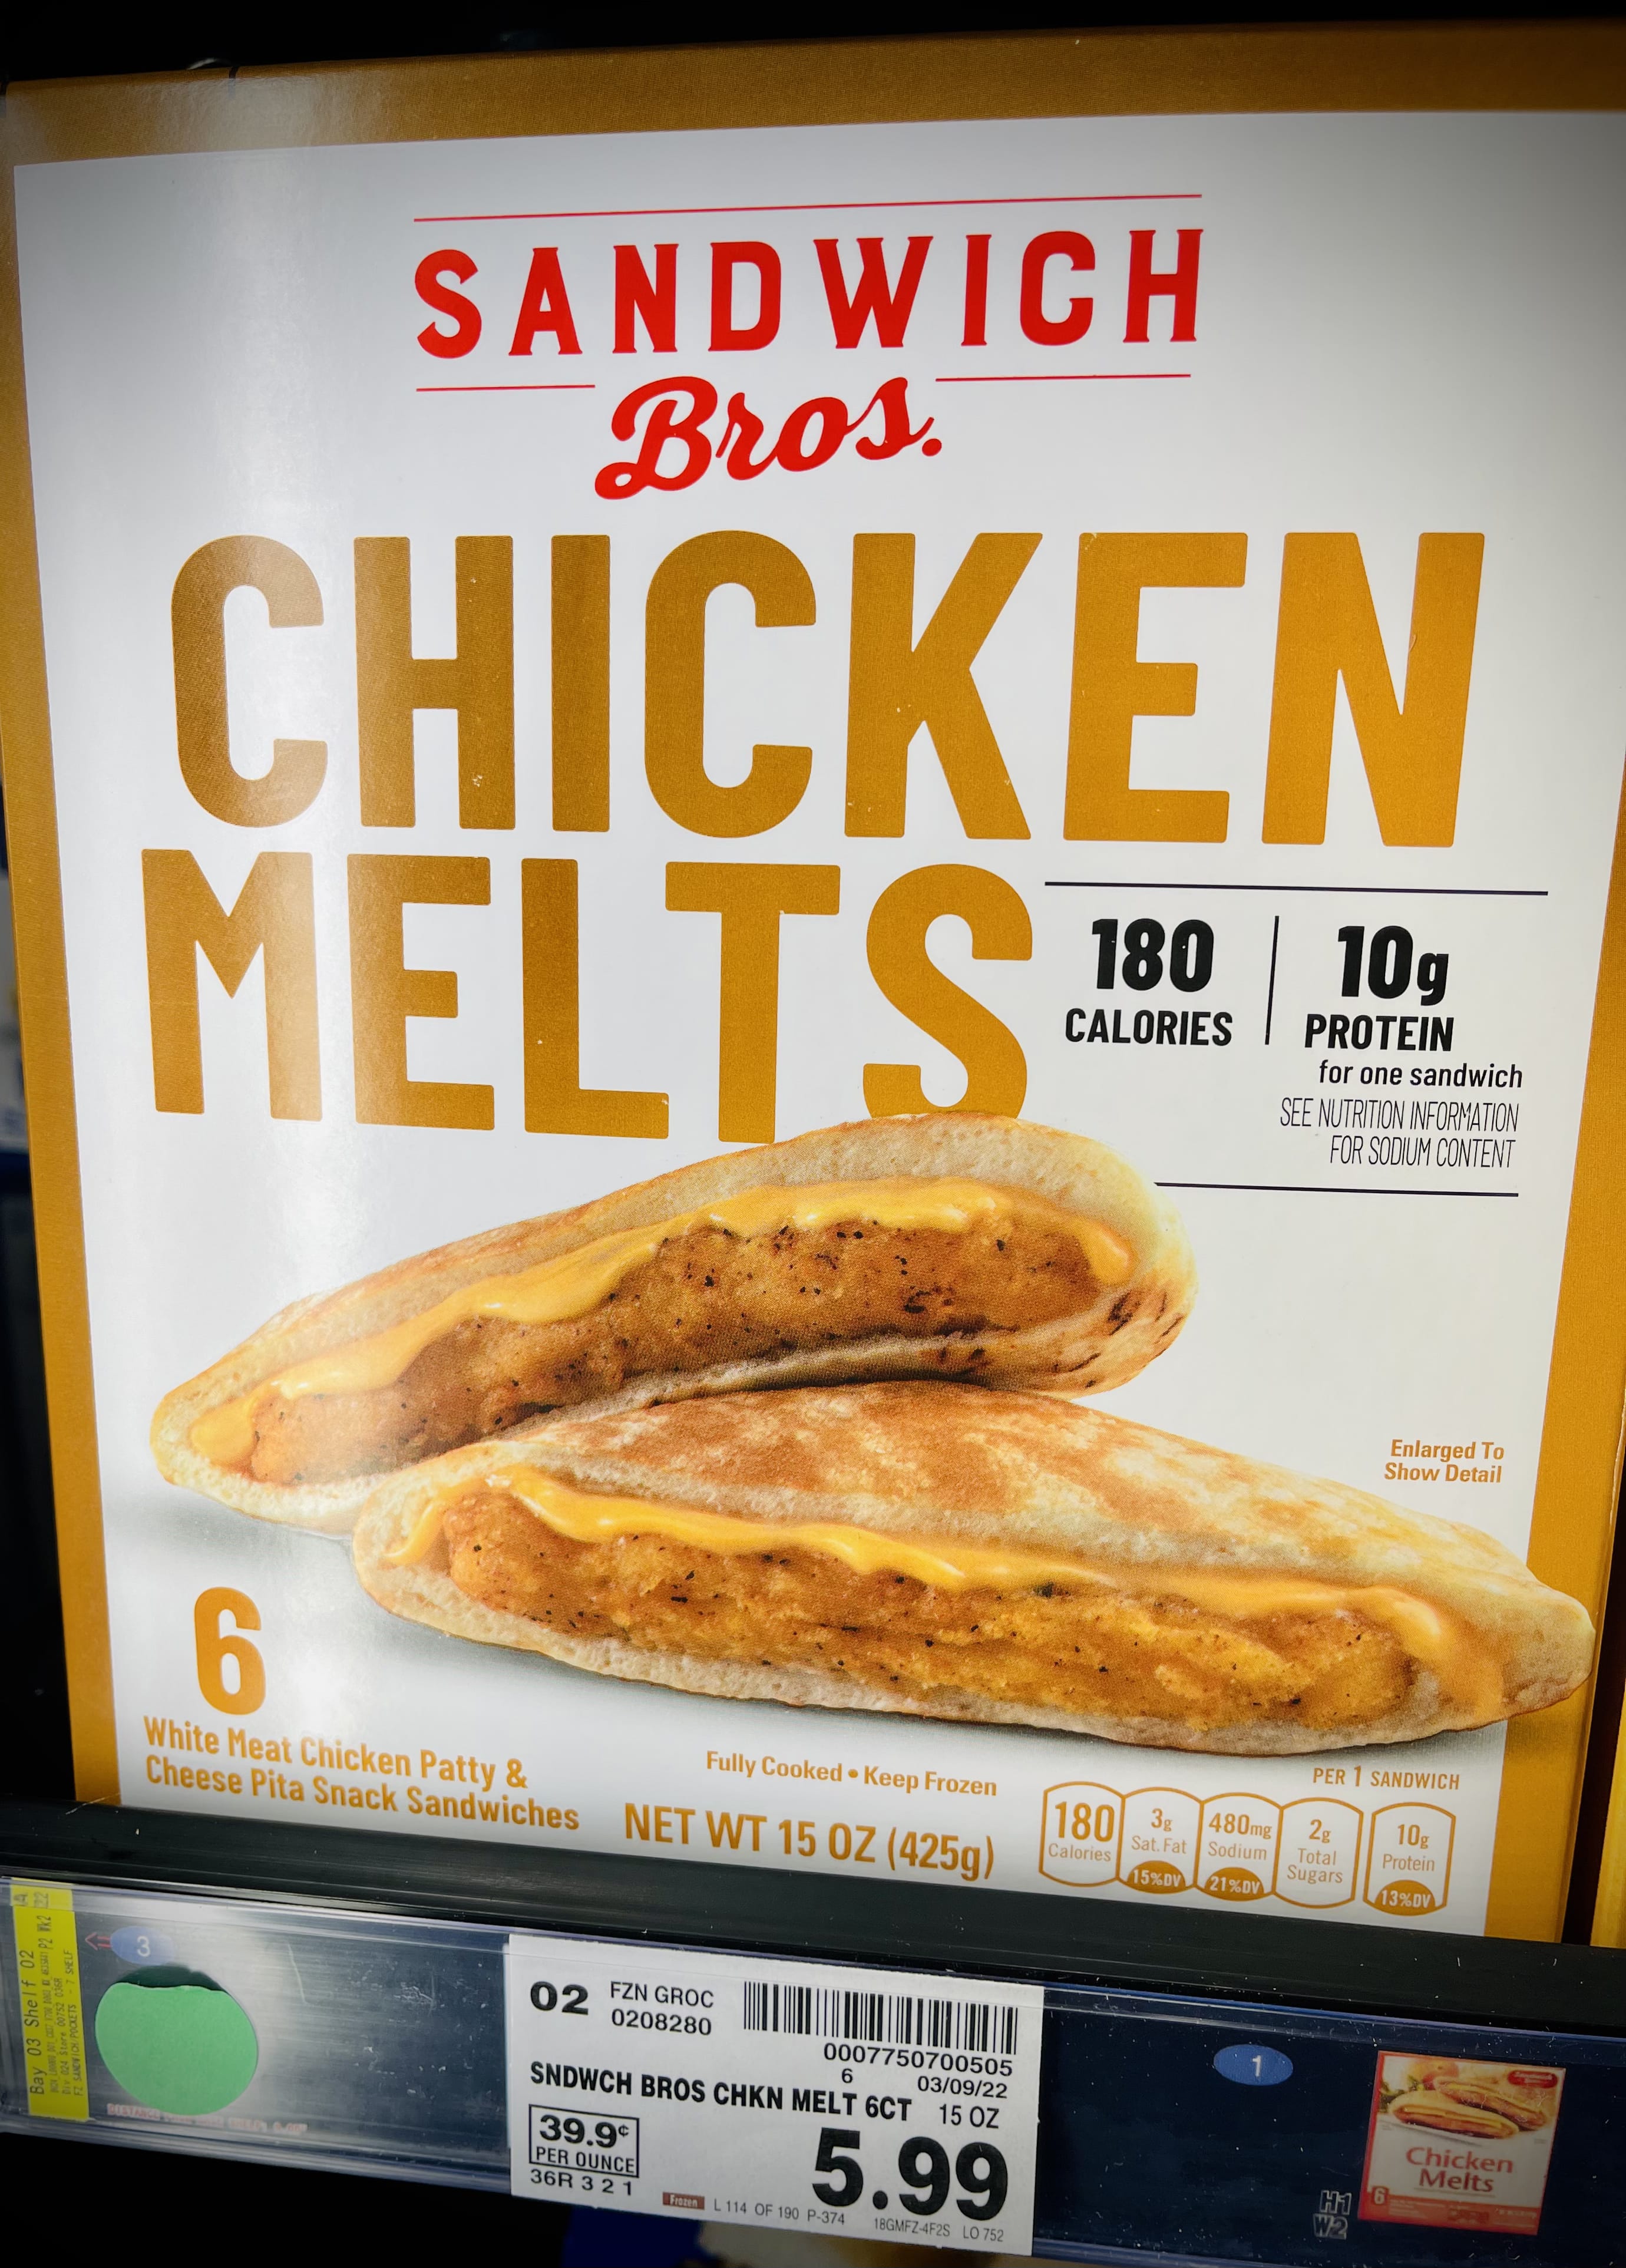 SANDWICH
Bros.
CHICKEN
MELTS
180
CALORIES
10g
PROTEIN
for one sandwich
SEE NUTRITION INFORMATION
FOR SODIUM CONTENT
Enlarged To
Show Detail
6
White Meat Chicken Patty &
Cheese Pita Snack Sandwiches
Fully Cooked • Keep Frozen
NET WT 15 OZ (425g)
PER 1 SANDWICH
180
Calories
3g
Sat. Fat
15%DV
480mg
Sodium
21%DV
2g
Total
Sugars
10g
Protein
13%DV
Bay 03 Shelf 02
3
02
FZN GROC
0208280
0007750700505
6
03/09/22
SNDWCH BROS CHKN MELT 6CT
15 OZ
39.9¢
PER OUNCE
5.99
36R 3 2 1
Frozen
L 114 OF 190 P-374
18GMFZ-4F2S LO 752
1
H1
W2
Chicken
Melts
6